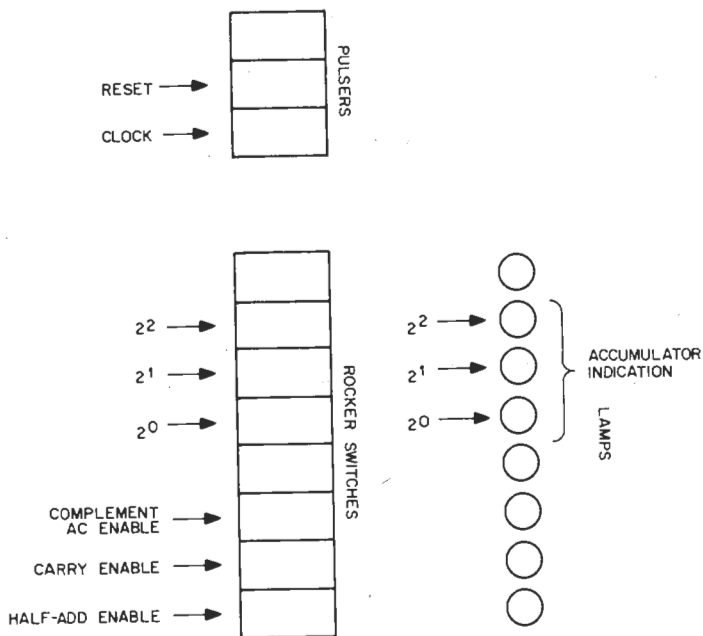 PULSERS
RESET
CLOCK
2²
2¹
2⁰
ROCKER SWITCHES
COMPLEMENT
AC ENABLE
CARRY ENABLE
HALF-ADD ENABLE
2²
2¹
2⁰
ACCUMULATOR
INDICATION
LAMPS